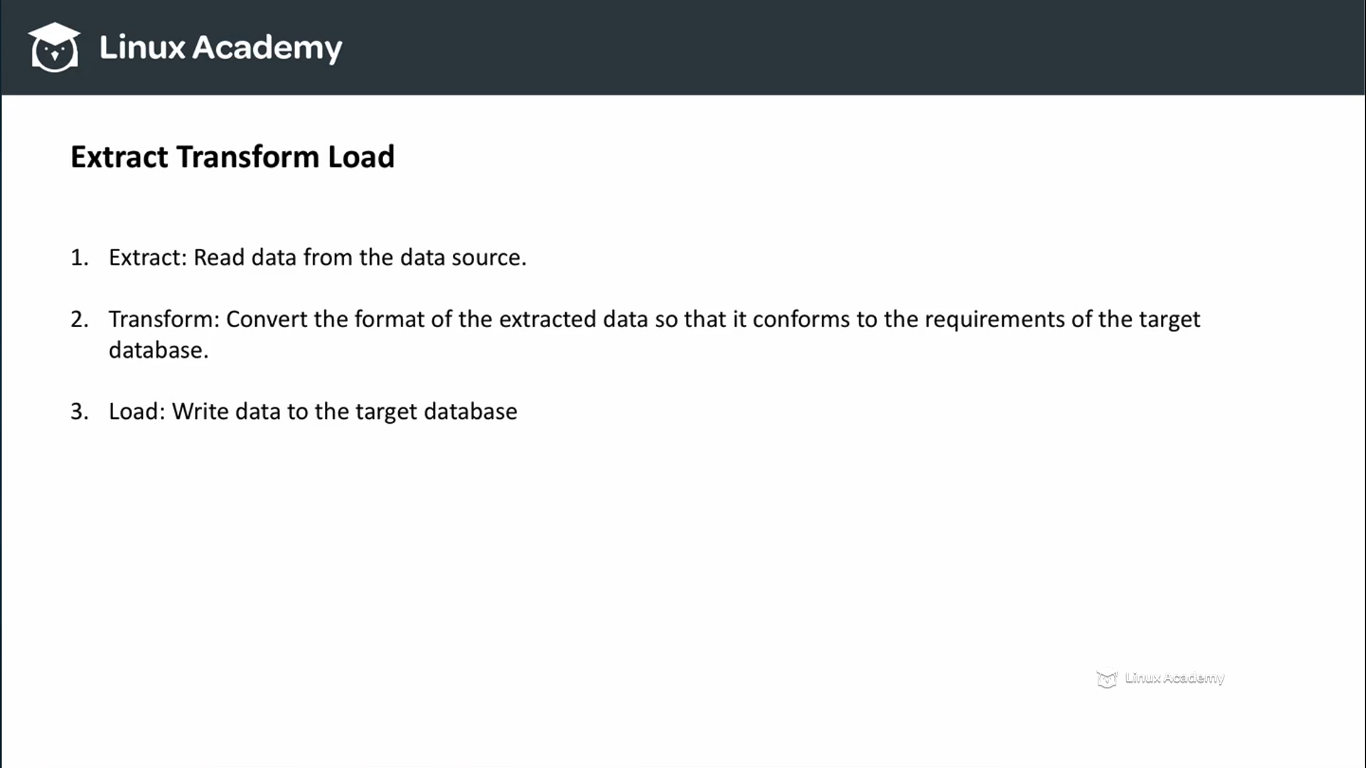 Linux Academy
Extract Transform Load
1. Extract: Read data from the data source.
2. Transform: Convert the format of the extracted data so that it conforms to the requirements of the target
database.
3. Load: Write data to the target database
Linux Academy